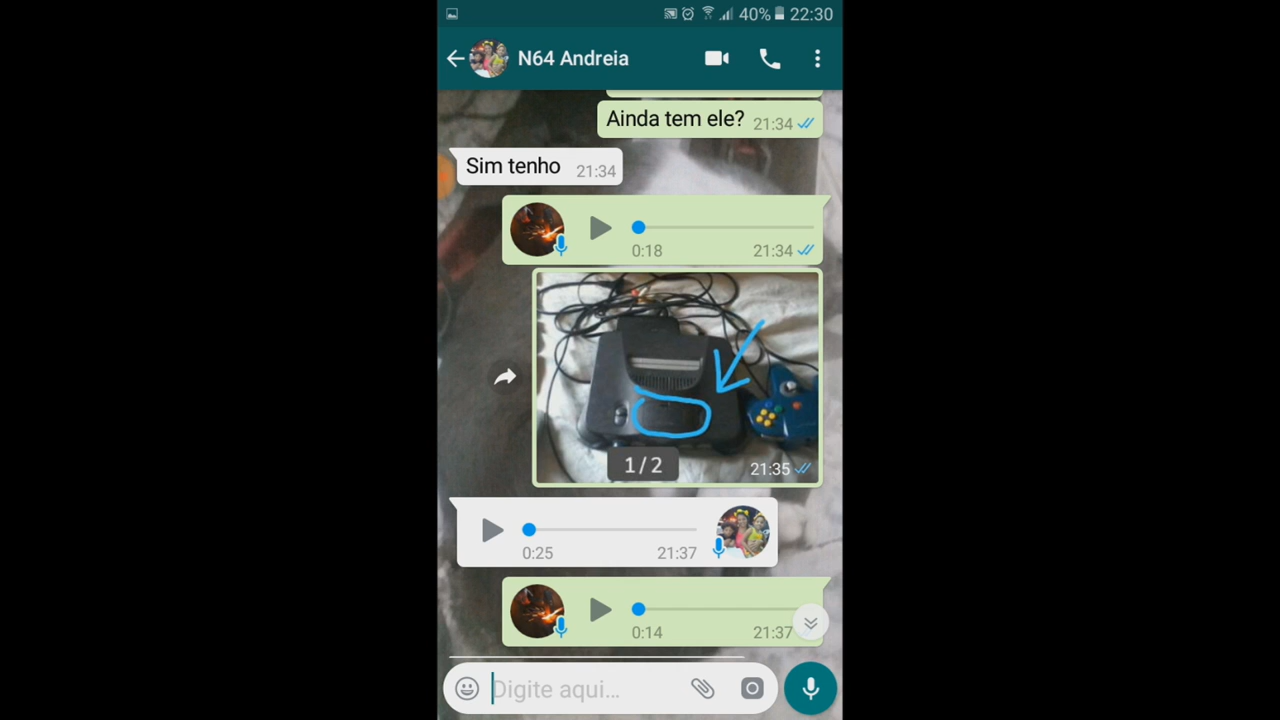 40% 22:30
N64 Andreia
Ainda tem ele? 21:34
Sim tenho 21:34
0:18 21:34
1/2 21:35
0:25 21:37
0:14 21:37
Digite aqui...